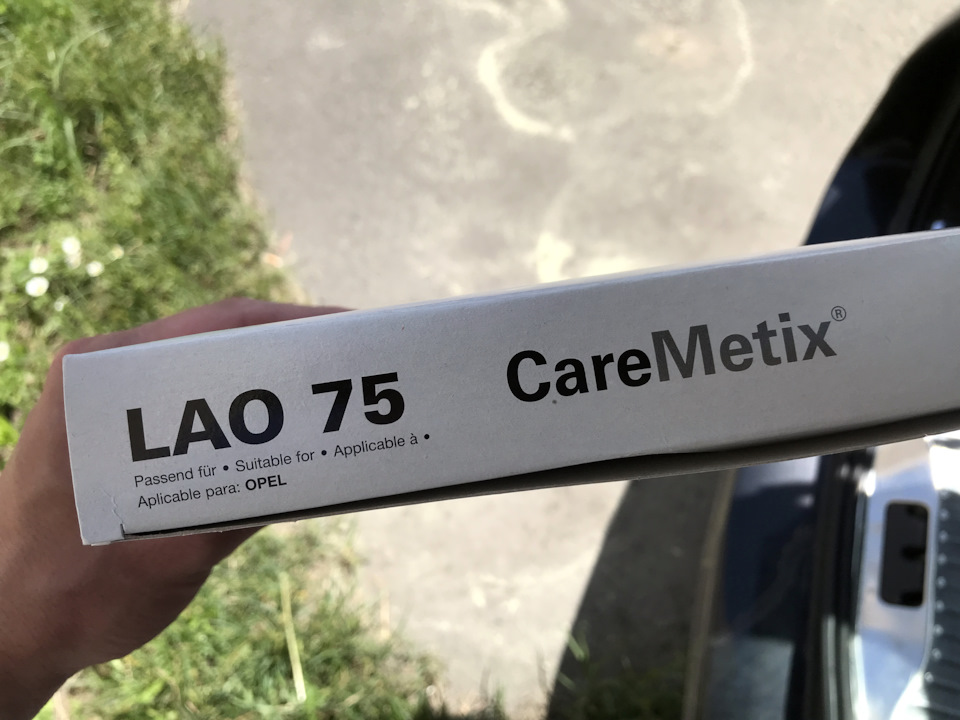 LAO 75
Passend für • Suitable for • Applicable à •
Aplicable para: OPEL
CareMetix®